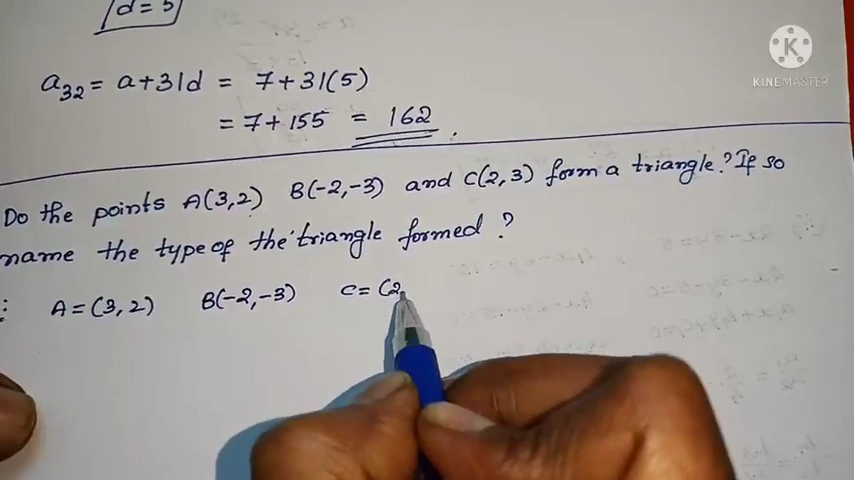 d = 5
a32 = a+31d = 7+31(5)
= 7+155 = 162
Do the points A(3,2) B(-2,-3) and C(2,3) form a triangle? If so
name the type of the triangle formed?
: A=(3,2) B(-2,-3) C=(2,
KINEMASTER